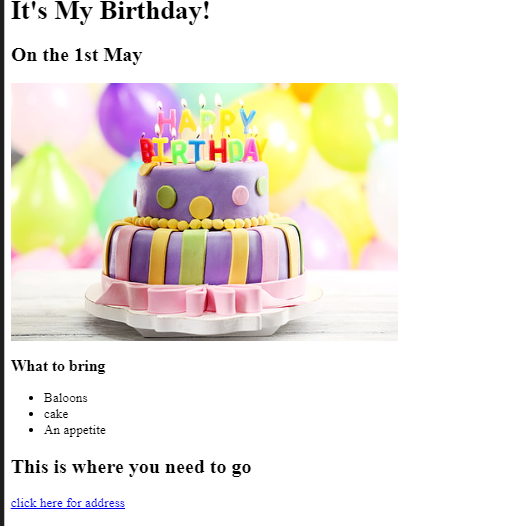 It's My Birthday!
On the 1st May
HAPPY
BIRTHDAY
What to bring
Baloons
cake
An appetite
This is where you need to go
click here for address